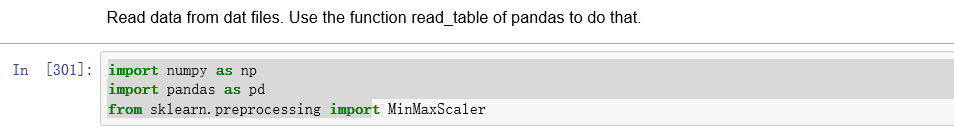 Read data from dat files. Use the function read_table of pandas to do that.
In [301]: import numpy as np
import pandas as pd
from sklearn.preprocessing import MinMaxScaler